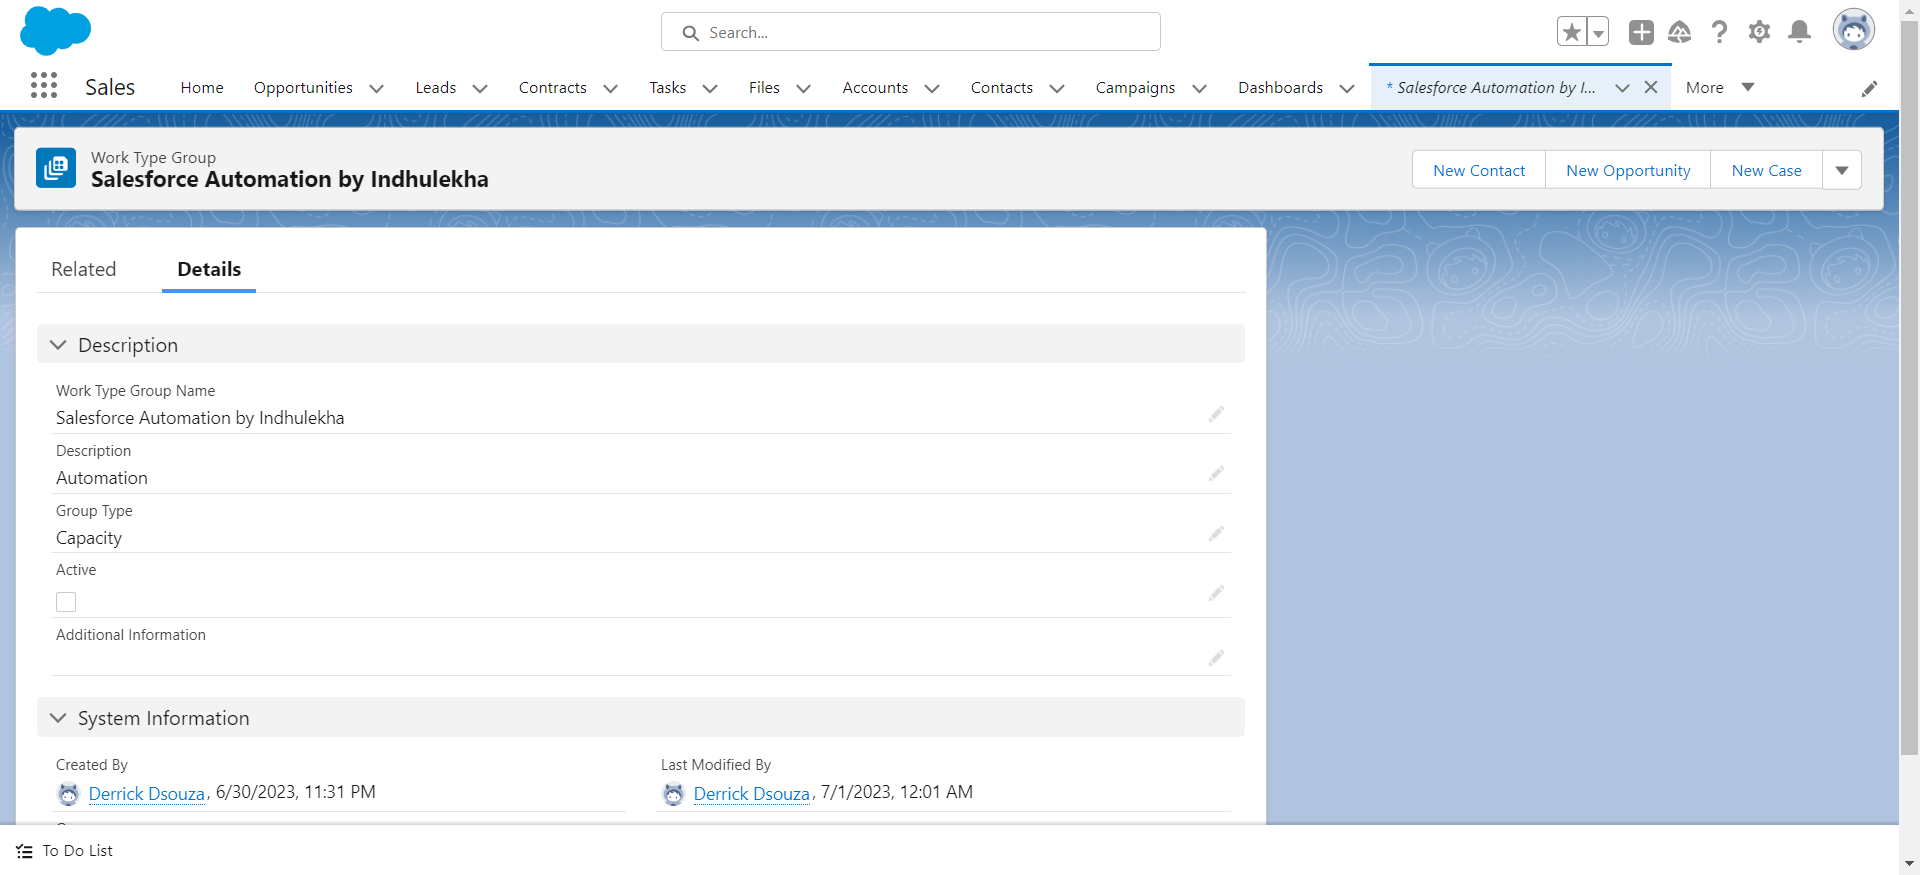 Search...
Sales
Home
Opportunities
Leads
Contracts
Tasks
Files
Accounts
Contacts
Campaigns
Dashboards
* Salesforce Automation by I...
More
Work Type Group
Salesforce Automation by Indhulekha
New Contact
New Opportunity
New Case
Related
Details
Description
Work Type Group Name
Salesforce Automation by Indhulekha
Description
Automation
Group Type
Capacity
Active
Additional Information
System Information
Created By
Derrick Dsouza, 6/30/2023, 11:31 PM
Last Modified By
Derrick Dsouza, 7/1/2023, 12:01 AM
To Do List